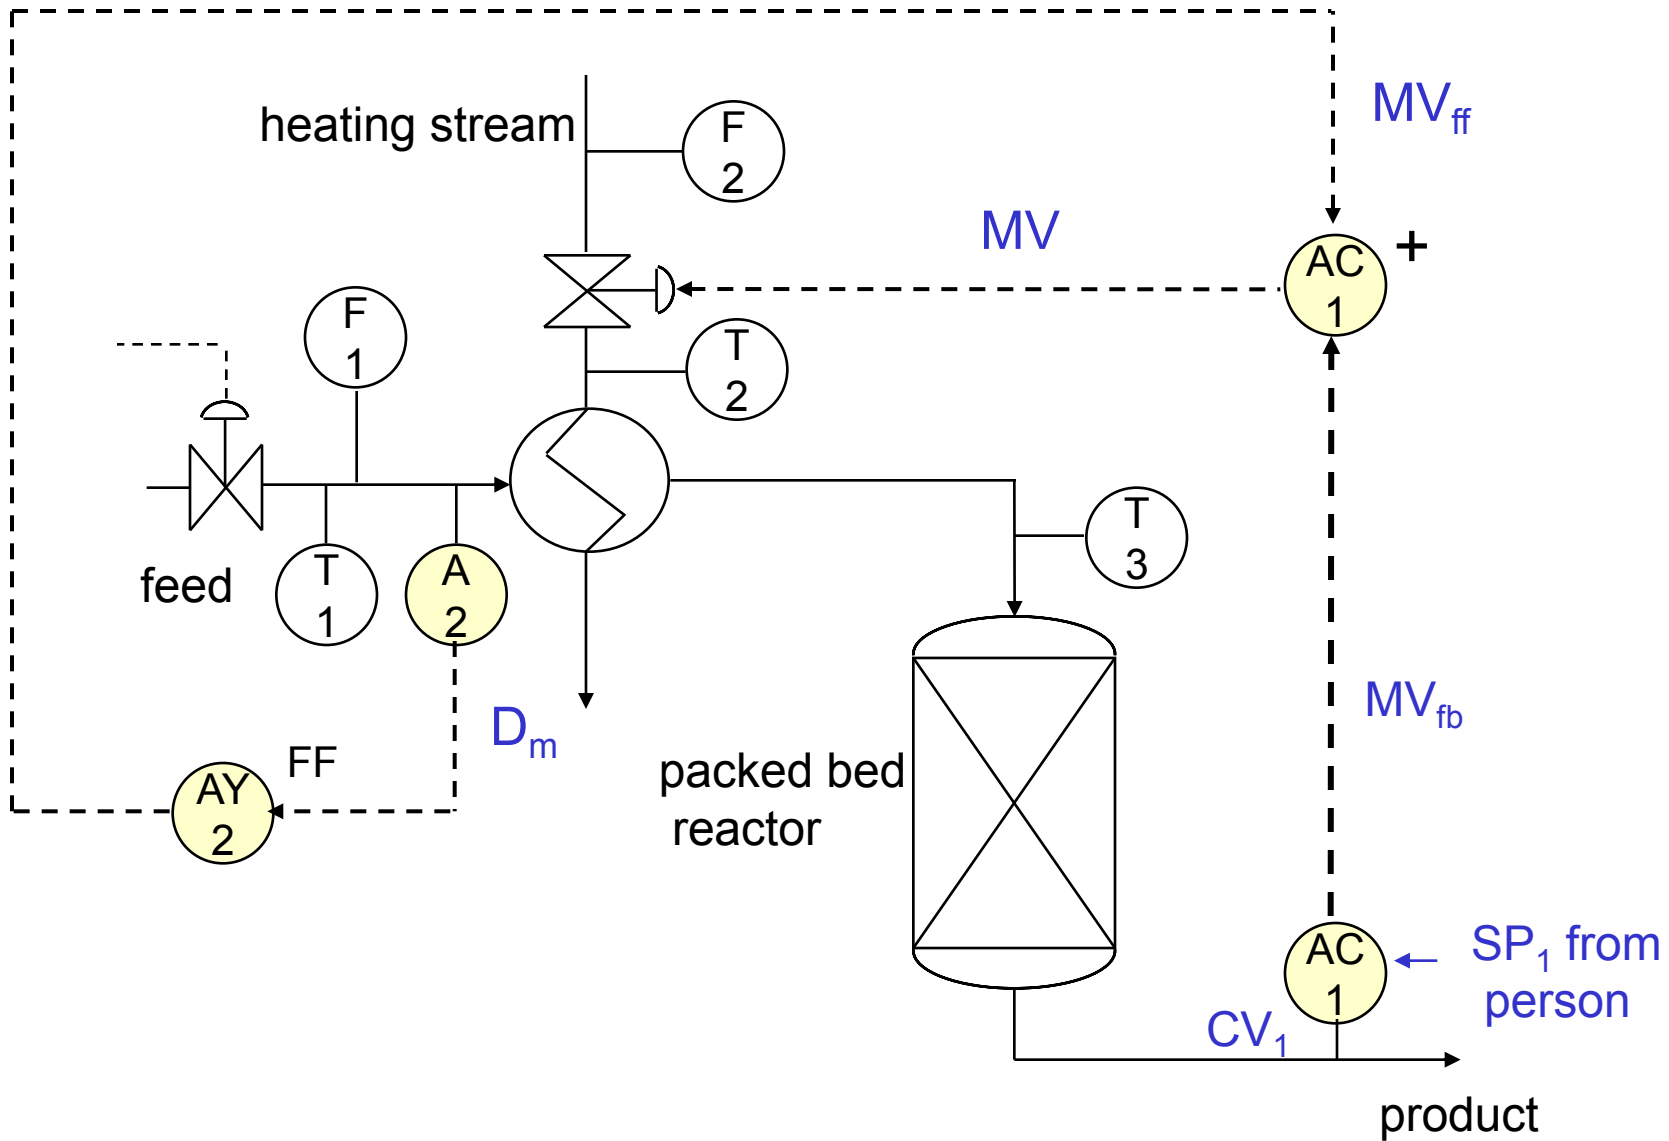 MVff
heating stream
F
2
MV
AC
1
+
F
1
T
2
T
3
feed
T
1
A
2
Dm
MVfb
FF
AY
2
packed bed
reactor
AC
1
SP1 from
person
CV1
product